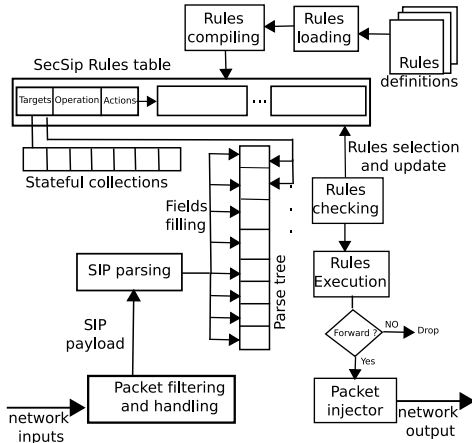 Rules
compiling
Rules
loading
Rules
definitions
SecSip Rules table
Targets
Operation
Actions
...
Stateful collections
Rules selection
and update
Fields
filling
Rules
checking
SIP parsing
Parse tree
Rules
Execution
SIP
payload
Forward ?
NO
Drop
Yes
Packet filtering
and handling
Packet
injector
network
inputs
network
output